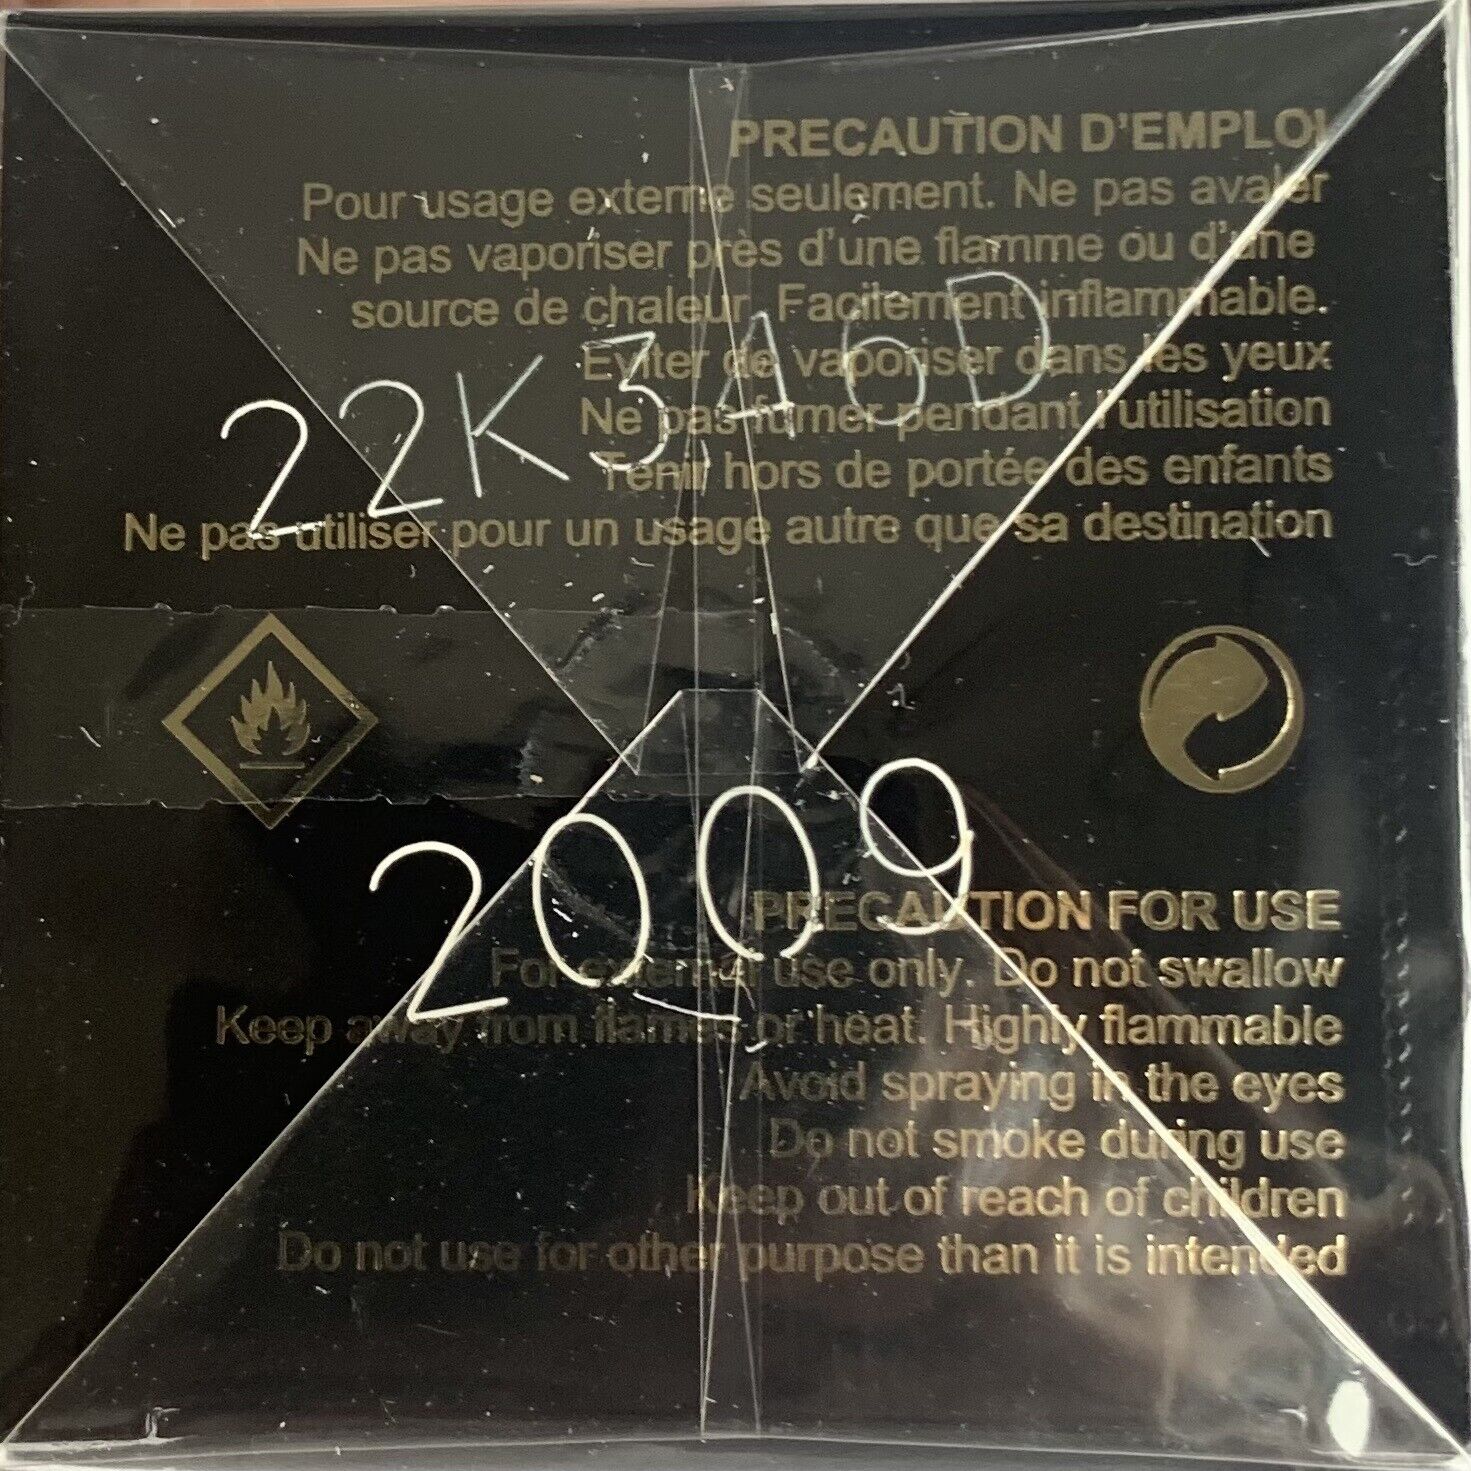 PRECAUTION D'EMPLOI
Pour usage externe seulement. Ne pas avaler
Ne pas vaporiser près d'une flamme ou d'une
source de chaleur. Facilement inflammable.
Eviter de vaporiser dans les yeux
Ne pas fumer pendant l'utilisation
Tenir hors de portée des enfants
Ne pas utiliser pour un usage autre que sa destination
22K3A6D
2009
PRECAUTION FOR USE
For external use only. Do not swallow
Keep away from flames or heat. Highly flammable
Avoid spraying in the eyes
Do not smoke during use
Keep out of reach of children
Do not use for other purpose than it is intended